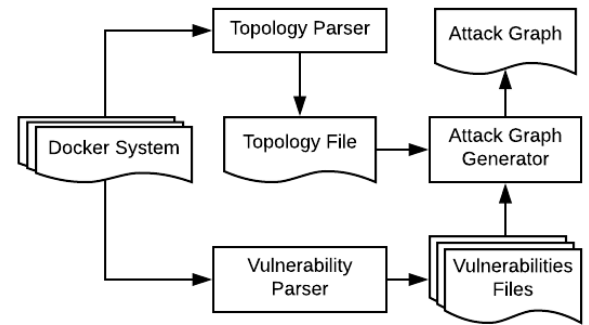 Topology Parser
Attack Graph
Docker System
Topology File
Attack Graph
Generator
Vulnerability
Parser
Vulnerabilities
Files